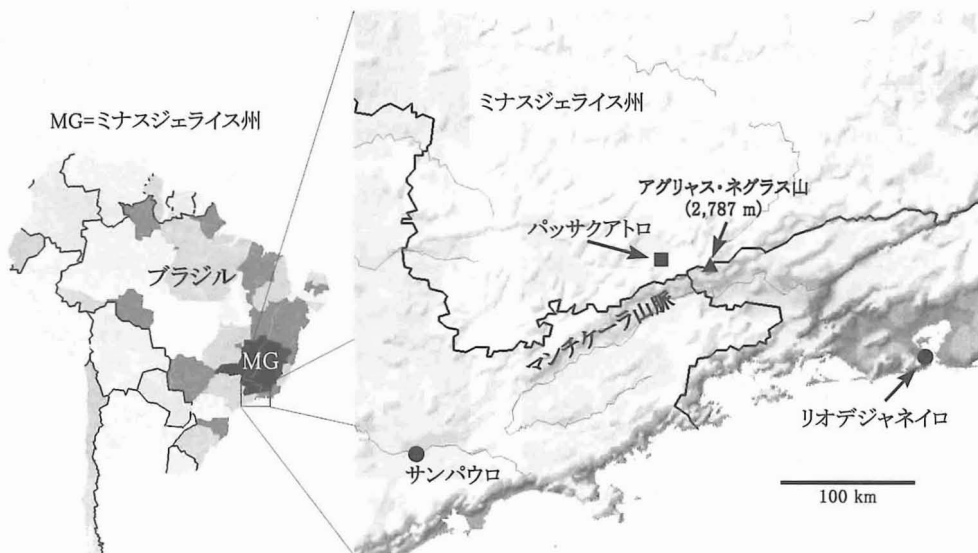 MG=ミナスジェライス州
ブラジル
MG
ミナスジェライス州
アグリャス・ネグラス山
(2,787 m)
パッサクアトロ
マンチケーラ山脈
リオデジャネイロ
サンパウロ
100 km